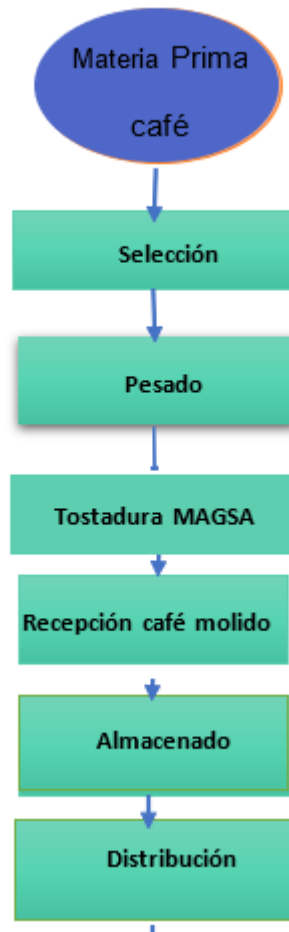 Materia Prima
café
Selección
Pesado
Tostadura MAGSA
Recepción café molido
Almacenado
Distribución